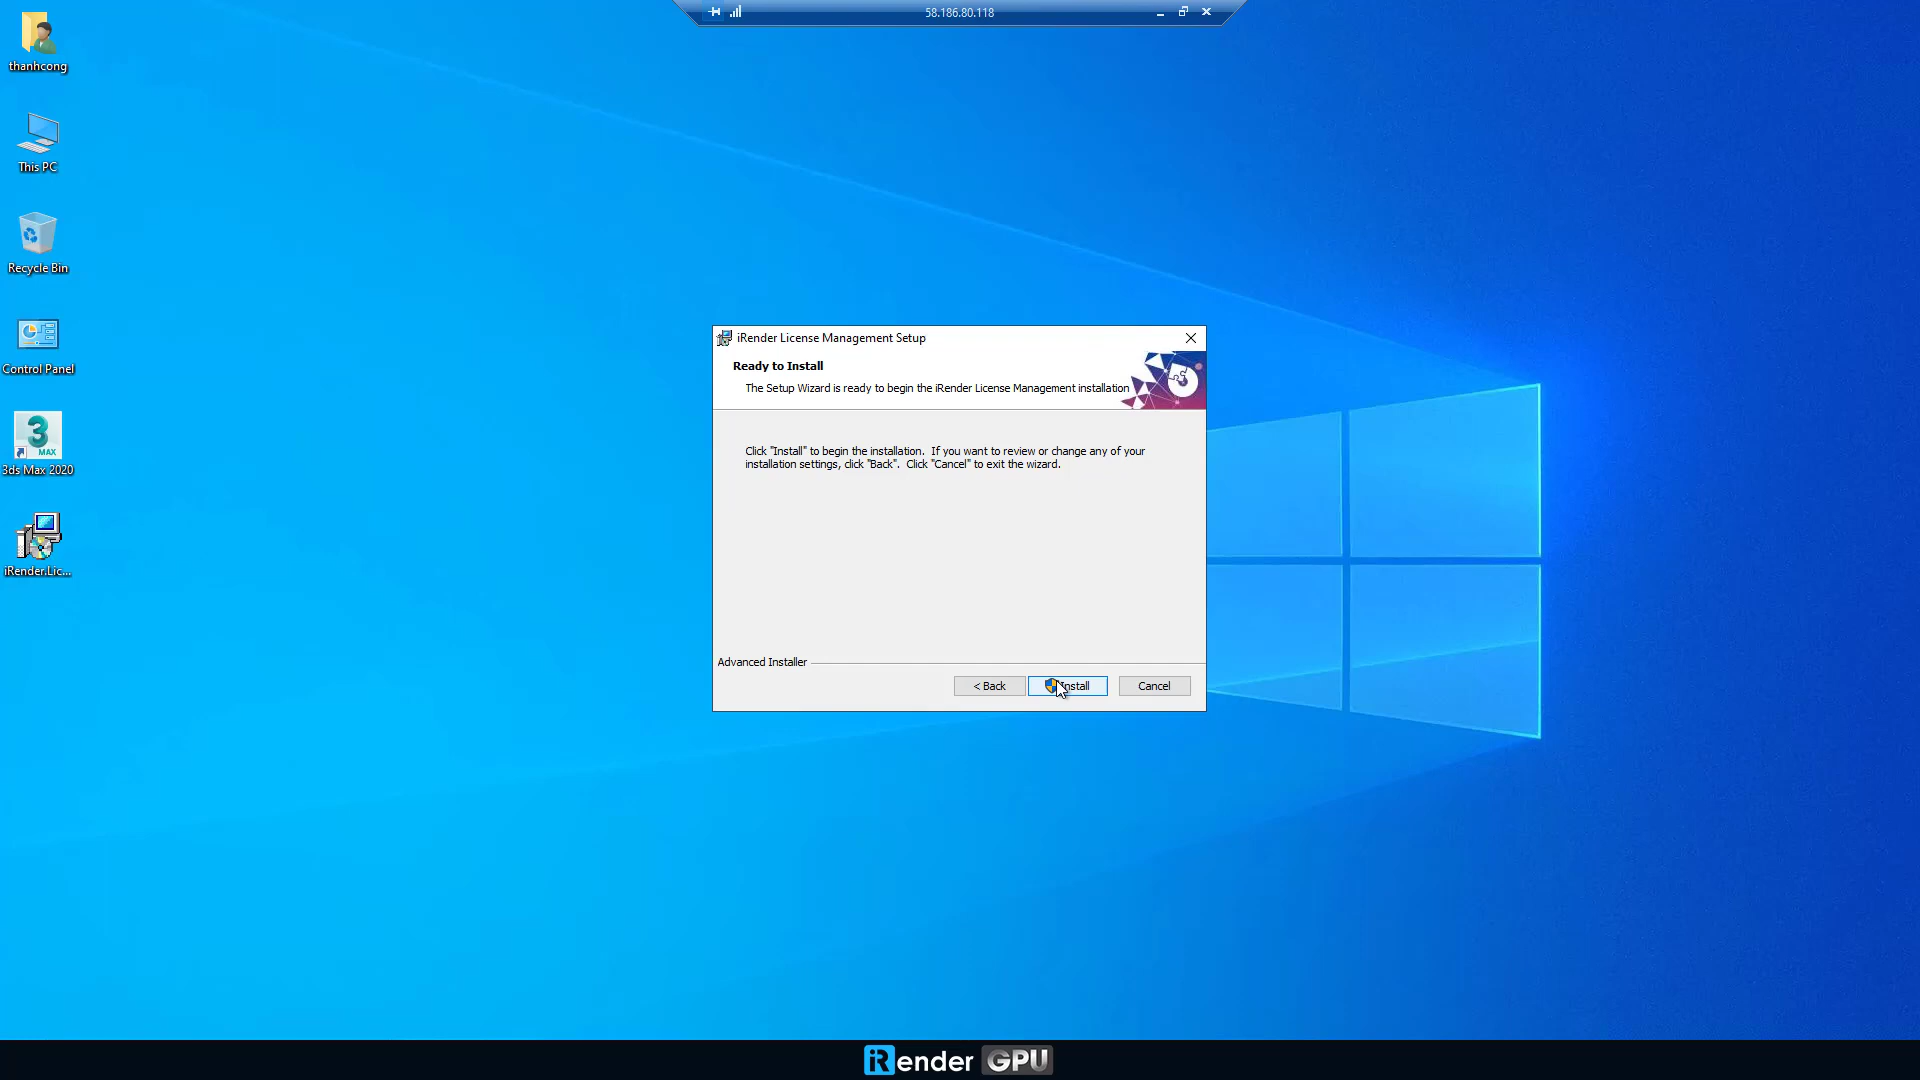 58.186.80.118
thanhcong
This PC
Recycle Bin
Control Panel
3
MAX
3ds Max 2020
iRender.Lic...
iRender License Management Setup
Ready to Install
The Setup Wizard is ready to begin the iRender License Management installation
Click "Install" to begin the installation. If you want to review or change any of your
installation settings, click "Back". Click "Cancel" to exit the wizard.
Advanced Installer
< Back
Install
Cancel
iRender GPU